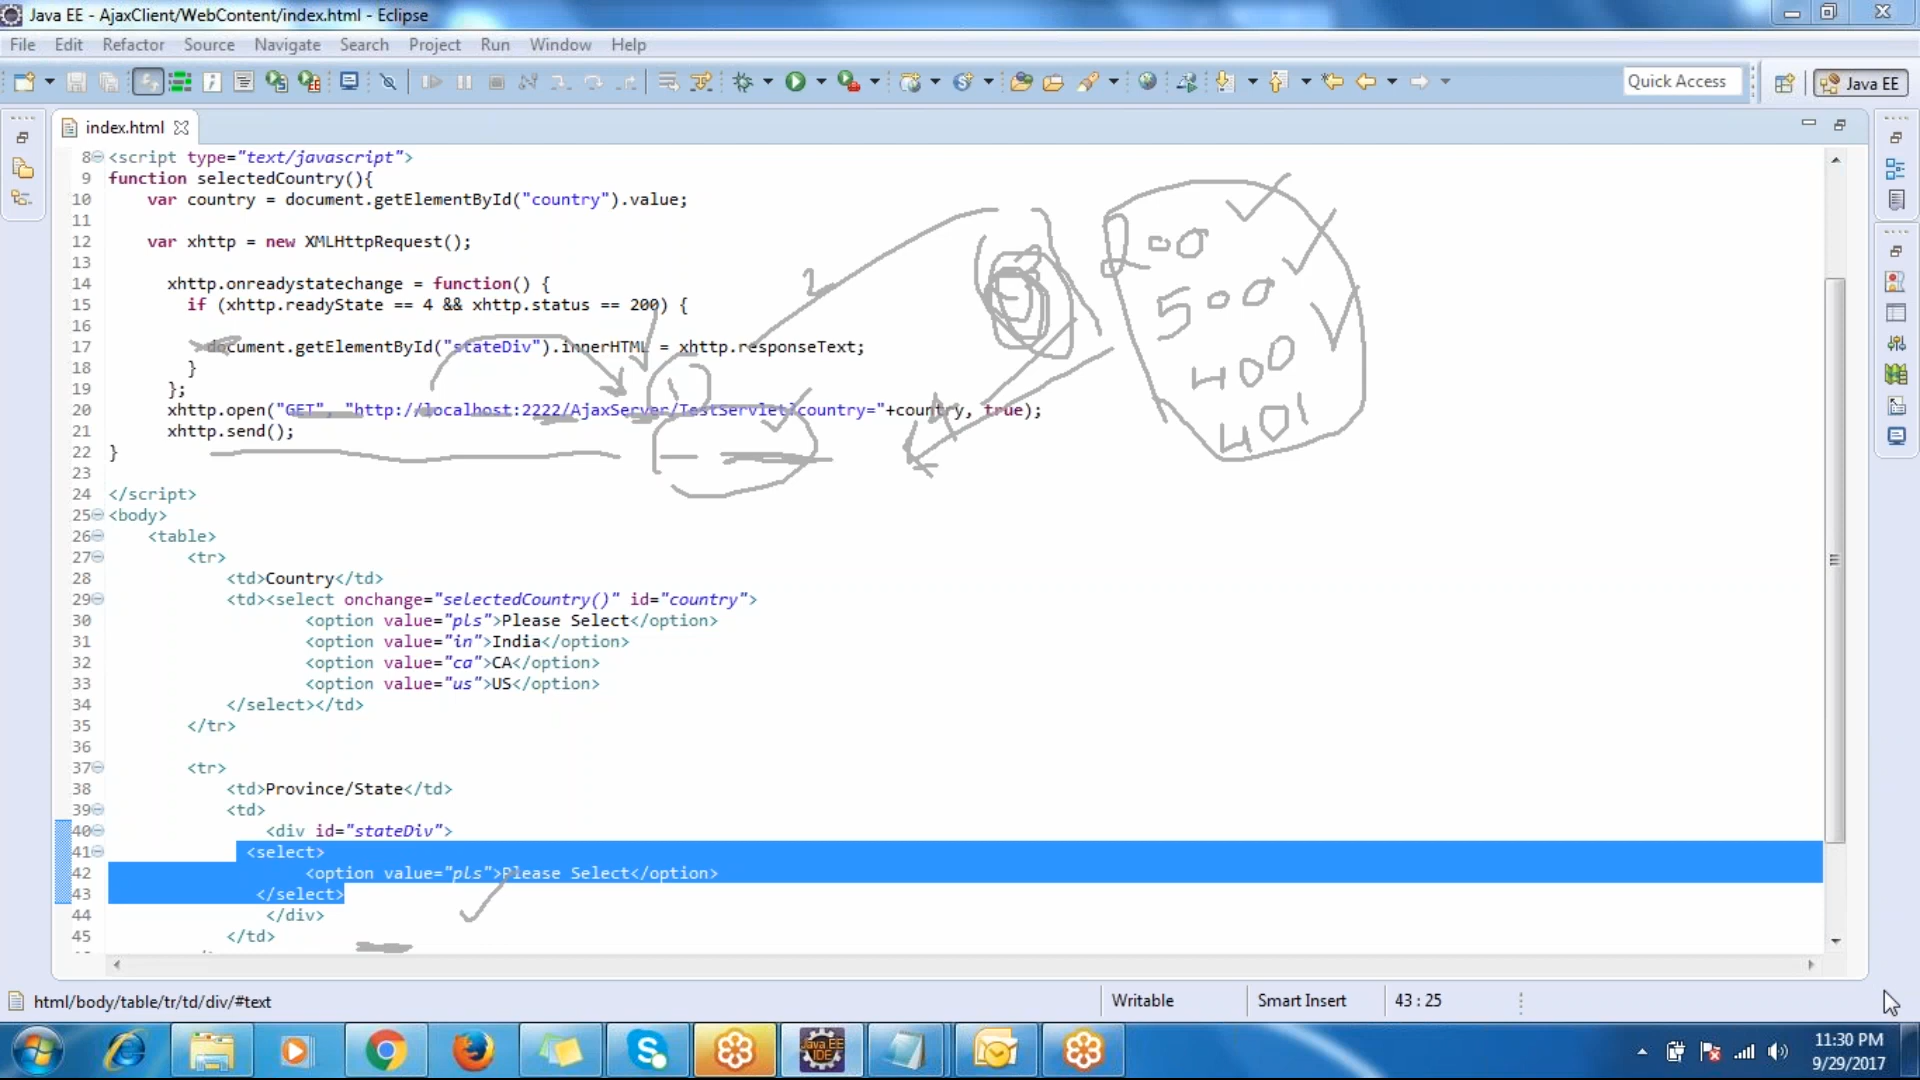 Java EE - AjaxClient/WebContent/index.html - Eclipse
File Edit Refactor Source Navigate Search Project Run Window Help
Quick Access
Java EE
index.html
8 <script type="text/javascript">
9 function selectedCountry(){
10 var country = document.getElementById("country").value;
11
12 var xhttp = new XMLHttpRequest();
13
14 xhttp.onreadystatechange = function() {
15 if (xhttp.readyState == 4 && xhttp.status == 200) {
16
17 document.getElementById("stateDiv").innerHTML = xhttp.responseText;
18 }
19 };
20 xhttp.open("GET", "http://localhost:2222/AjaxServer/TestServlet?country="+country, true);
21 xhttp.send();
22 }
23
24 </script>
25 <body>
26 <table>
27 <tr>
28 <td>Country</td>
29 <td><select onchange="selectedCountry()" id="country">
30 <option value="pls">Please Select</option>
31 <option value="in">India</option>
32 <option value="ca">CA</option>
33 <option value="us">US</option>
34 </select></td>
35 </tr>
36
37 <tr>
38 <td>Province/State</td>
39 <td>
40 <div id="stateDiv">
41 <select>
42 <option value="pls">Please Select</option>
43 </select>
44 </div>
45 </td>
2
1
500
400
401
html/body/table/tr/td/div/#text
Writable
Smart Insert
43 : 25
Java EE
IDE
11:30 PM
9/29/2017